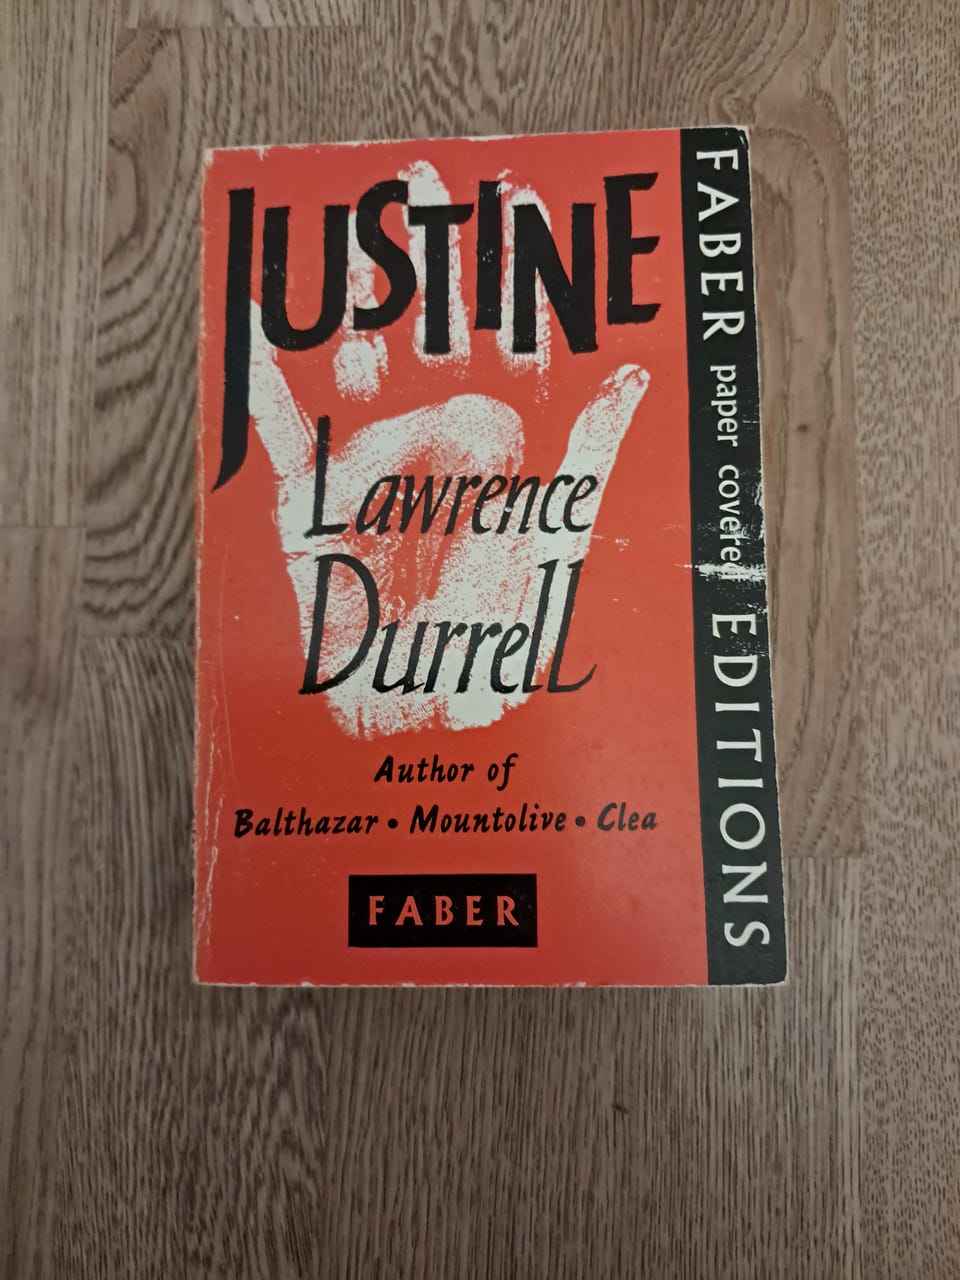 JUSTINE
Lawrence
Durrell
Author of
Balthazar • Mountolive • Clea
FABER
FABER paper covered EDITIONS